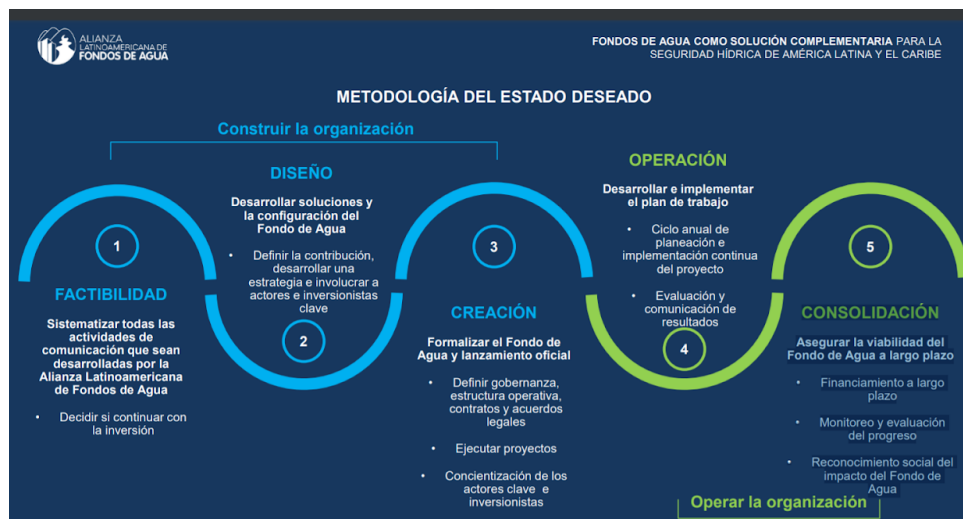 ALIANZA
LATINOAMERICANA DE
FONDOS DE AGUA
FONDOS DE AGUA COMO SOLUCIÓN COMPLEMENTARIA PARA LA
SEGURIDAD HÍDRICA DE AMÉRICA LATINA Y EL CARIBE
METODOLOGÍA DEL ESTADO DESEADO
Construir la organización
1
FACTIBILIDAD
Sistematizar todas las
actividades de
comunicación que sean
desarrolladas por la
Alianza Latinoamericana
de Fondos de Agua
• Decidir si continuar con
la inversión
DISEÑO
Desarrollar soluciones y
la configuración del
Fondo de Agua
• Definir la contribución,
desarrollar una
estrategia e involucrar a
actores e inversionistas
clave
2
3
CREACIÓN
Formalizar el Fondo de
Agua y lanzamiento oficial
• Definir gobernanza,
estructura operativa,
contratos y acuerdos
legales
• Ejecutar proyectos
• Concientización de los
actores clave e
inversionistas
OPERACIÓN
Desarrollar e implementar
el plan de trabajo
• Ciclo anual de
planeación e
implementación continua
del proyecto
• Evaluación y
comunicación de
resultados
4
5
CONSOLIDACIÓN
Asegurar la viabilidad del
Fondo de Agua a largo plazo
• Financiamiento a largo
plazo
• Monitoreo y evaluación
del progreso
• Reconocimiento social del
impacto del Fondo de
Agua
Operar la organización